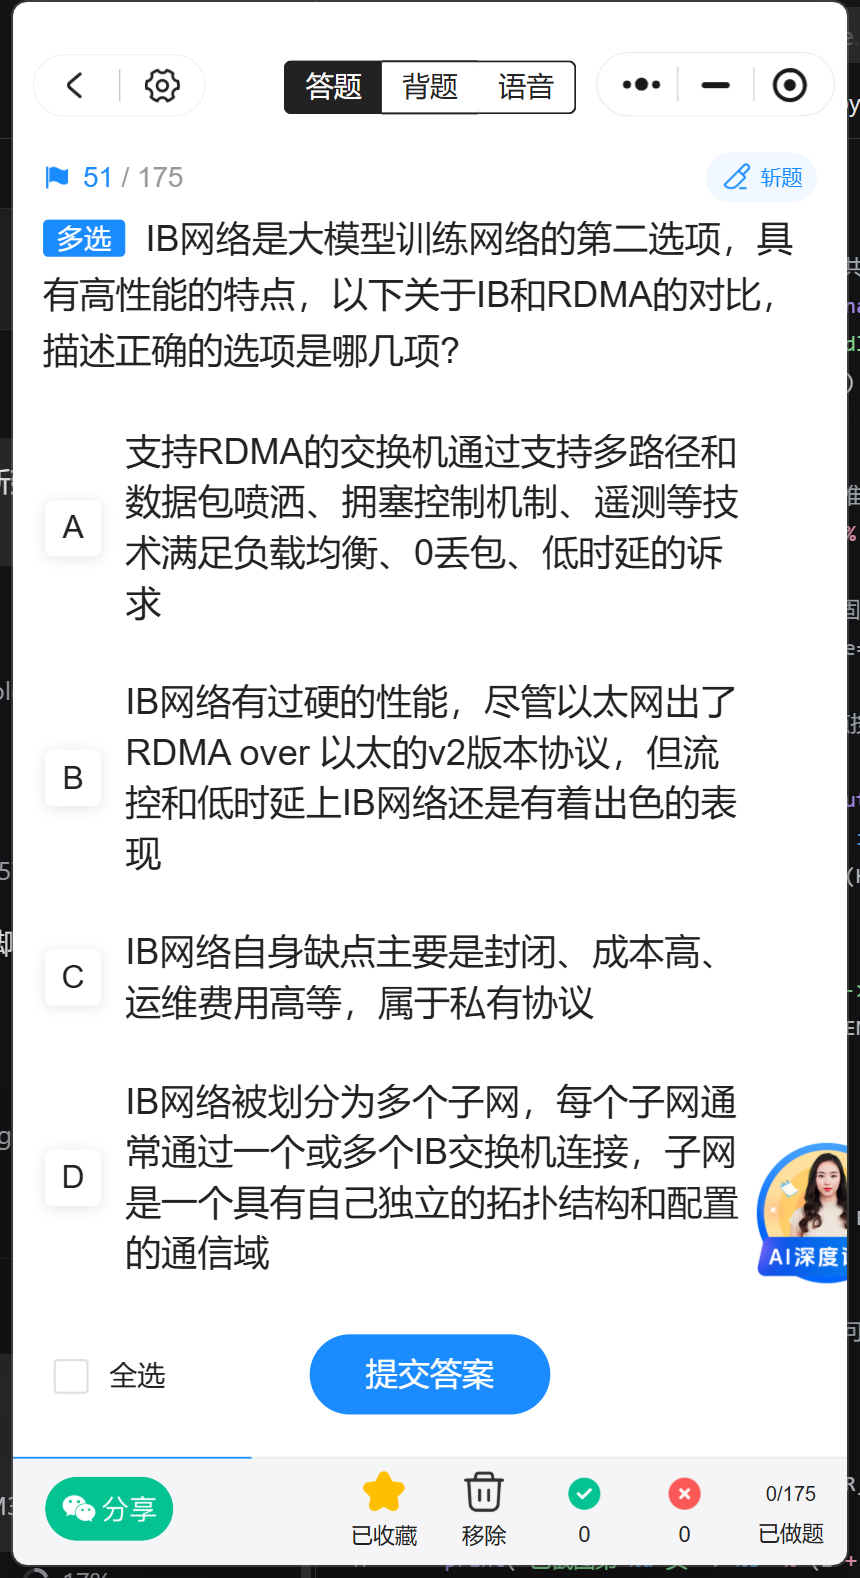 答题 背题 语音
51 / 175
斩题
多选 IB网络是大模型训练网络的第二选项，具
有高性能的特点，以下关于IB和RDMA的对比，
描述正确的选项是哪几项？
支持RDMA的交换机通过支持多路径和
数据包喷洒、拥塞控制机制、遥测等技
A
术满足负载均衡、0丢包、低时延的诉
求
IB网络有过硬的性能，尽管以太网出了
RDMA over 以太的v2版本协议，但流
B
控和低时延上IB网络还是有着出色的表
现
IB网络自身缺点主要是封闭、成本高、
C
运维费用高等，属于私有协议
IB网络被划分为多个子网，每个子网通
常通过一个或多个IB交换机连接，子网
D
是一个具有自己独立的拓扑结构和配置
的通信域
AI深度
全选
提交答案
分享
已收藏
移除
0
0
0/175
已做题
17%